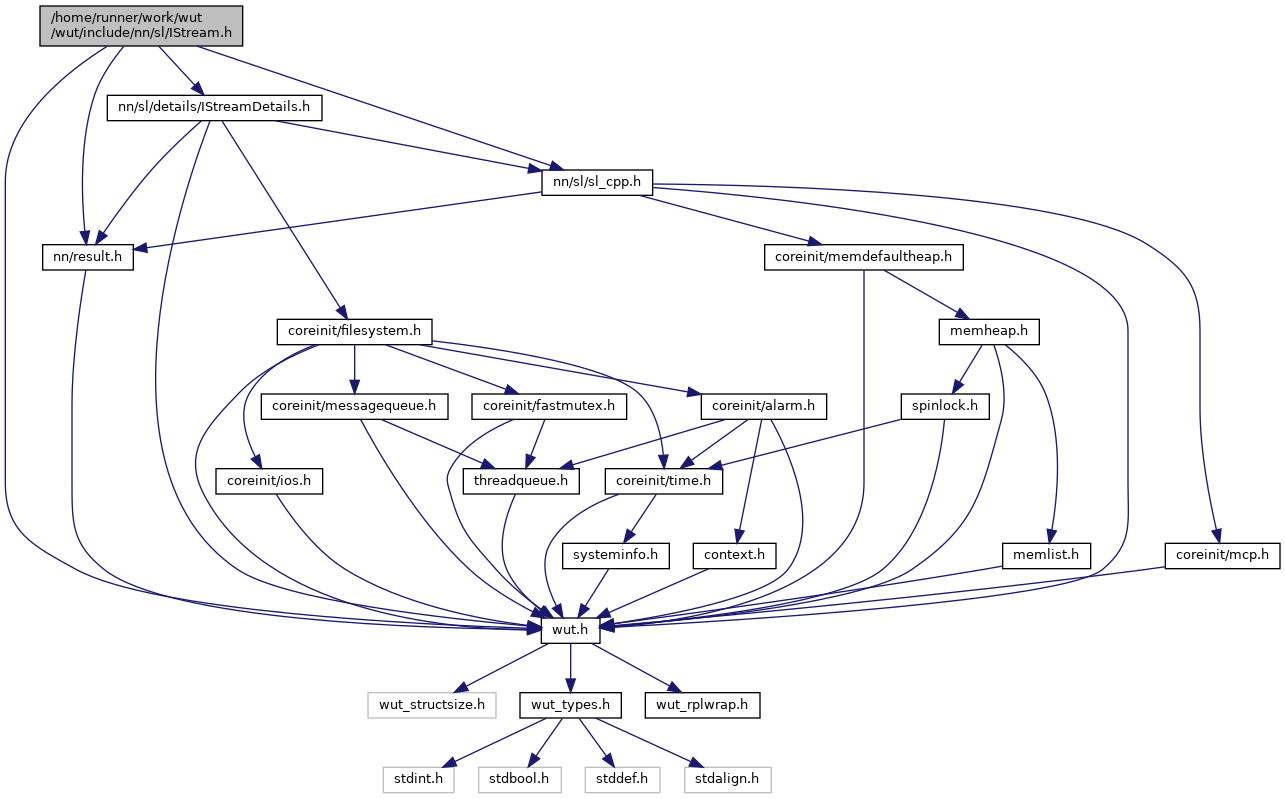 /home/runner/work/wut
/wut/include/nn/sl/IStream.h
nn/sl/details/IStreamDetails.h
nn/sl/sl_cpp.h
nn/result.h
coreinit/memdefaultheap.h
coreinit/filesystem.h
memheap.h
coreinit/messagequeue.h
coreinit/fastmutex.h
coreinit/alarm.h
spinlock.h
coreinit/ios.h
threadqueue.h
coreinit/time.h
systeminfo.h
context.h
memlist.h
coreinit/mcp.h
wut.h
wut_structsize.h
wut_types.h
wut_rplwrap.h
stdint.h
stdbool.h
stddef.h
stdalign.h